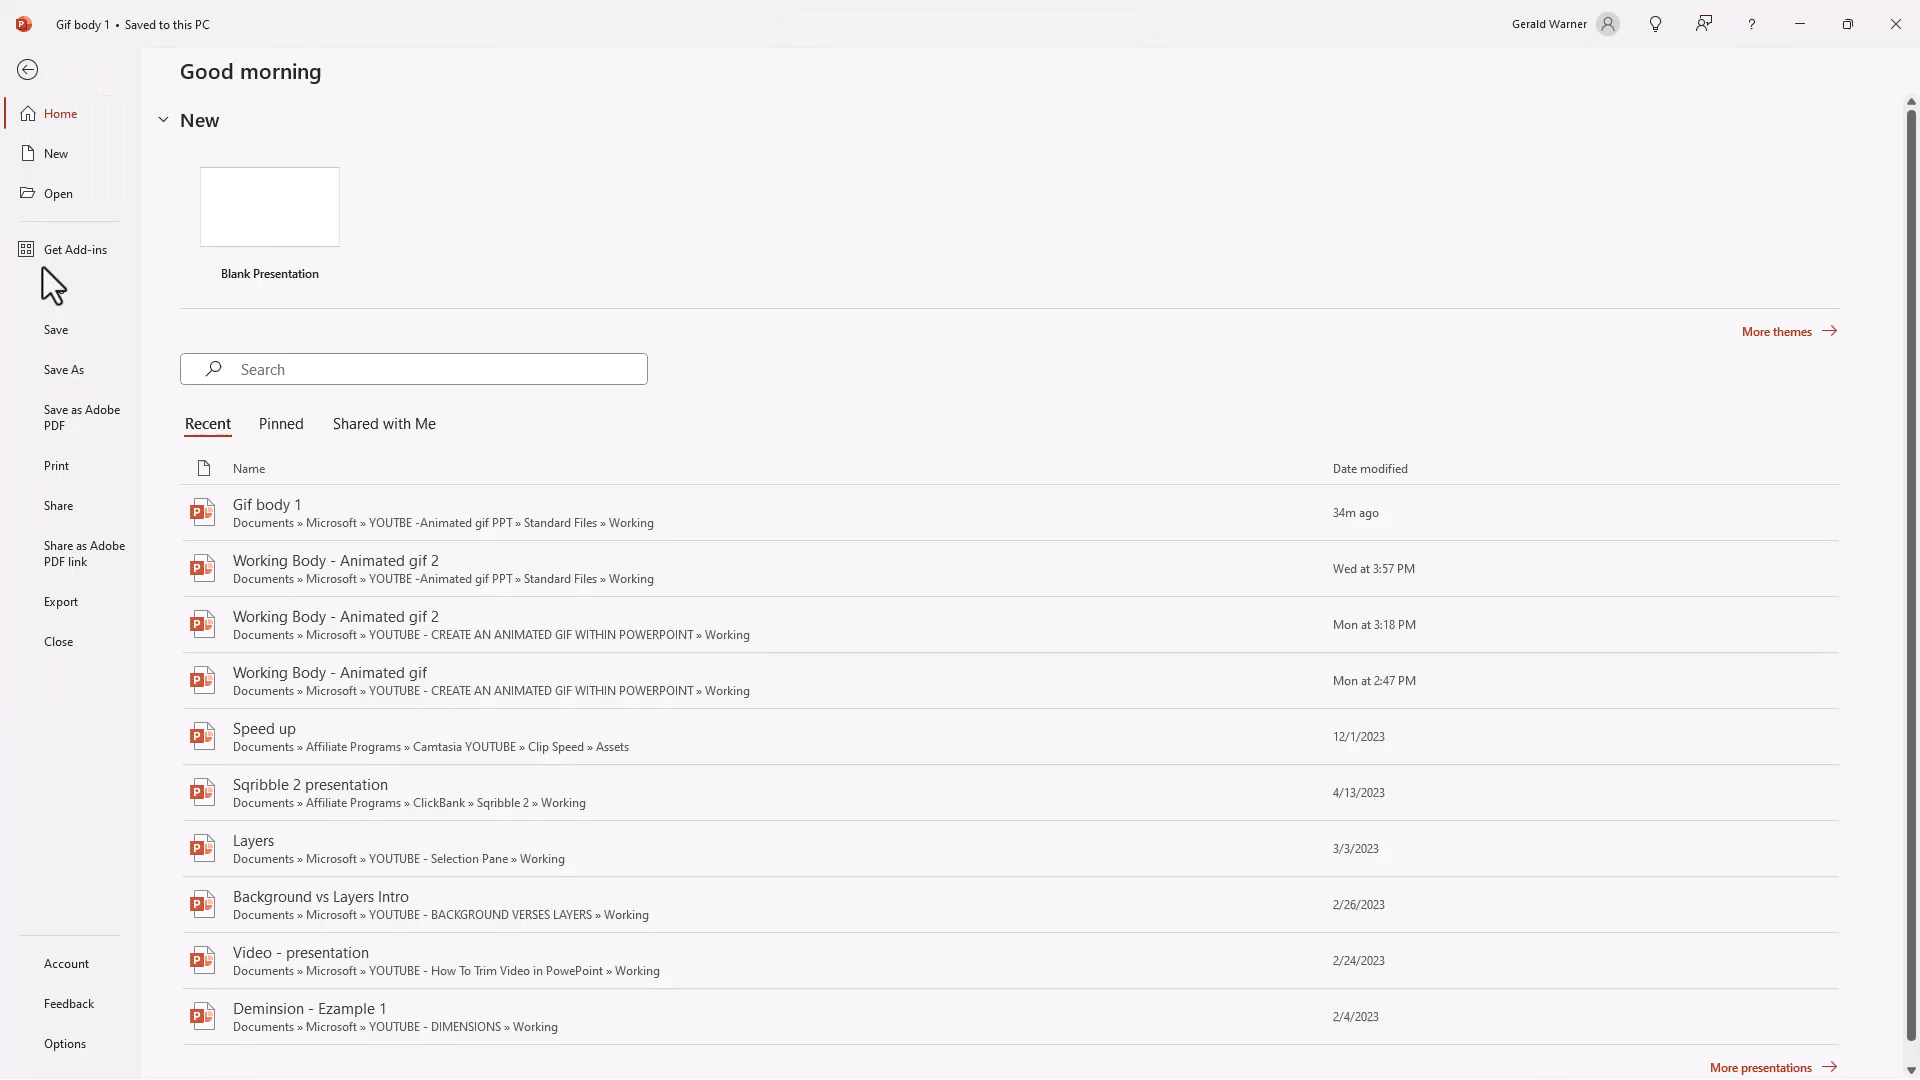 Gif body 1 • Saved to this PC
Gerald Warner
?
Good morning
Home
New
Open
Get Add-ins
Save
Save As
Save as Adobe
PDF
Print
Share
Share as Adobe
PDF link
Export
Close
Account
Feedback
Options
New
Blank Presentation
More themes
Search
Recent
Pinned
Shared with Me
Name
Date modified
Gif body 1
Documents » Microsoft » YOUTBE -Animated gif PPT » Standard Files » Working
34m ago
Working Body - Animated gif 2
Documents » Microsoft » YOUTBE -Animated gif PPT » Standard Files » Working
Wed at 3:57 PM
Working Body - Animated gif 2
Documents » Microsoft » YOUTUBE - CREATE AN ANIMATED GIF WITHIN POWERPOINT » Working
Mon at 3:18 PM
Working Body - Animated gif
Documents » Microsoft » YOUTUBE - CREATE AN ANIMATED GIF WITHIN POWERPOINT » Working
Mon at 2:47 PM
Speed up
Documents » Affiliate Programs » Camtasia YOUTUBE » Clip Speed » Assets
12/1/2023
Sqribble 2 presentation
Documents » Affiliate Programs » ClickBank » Sqribble 2 » Working
4/13/2023
Layers
Documents » Microsoft » YOUTUBE - Selection Pane » Working
3/3/2023
Background vs Layers Intro
Documents » Microsoft » YOUTUBE - BACKGROUND VERSES LAYERS » Working
2/26/2023
Video - presentation
Documents » Microsoft » YOUTUBE - How To Trim Video in PowePoint » Working
2/24/2023
Deminsion - Ezample 1
Documents » Microsoft » YOUTUBE - DIMENSIONS » Working
2/4/2023
More presentations